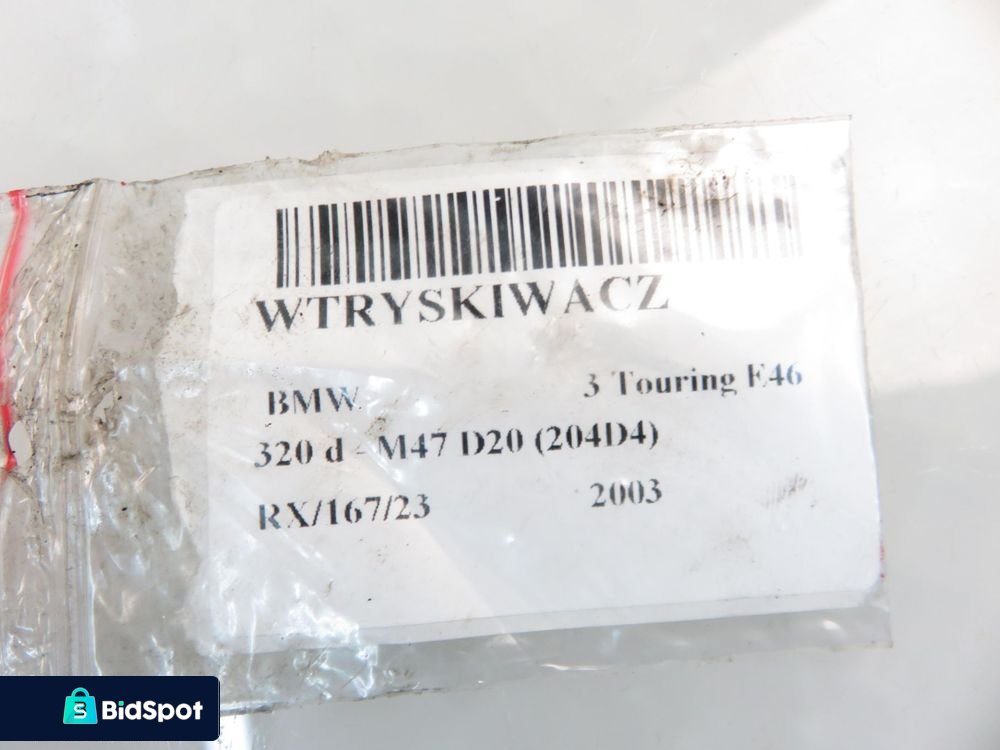 WTRYSKIWACZ
BMW 3 Touring E46
320 d - M47 D20 (204D4)
RX/167/23 2003
S BidSpot